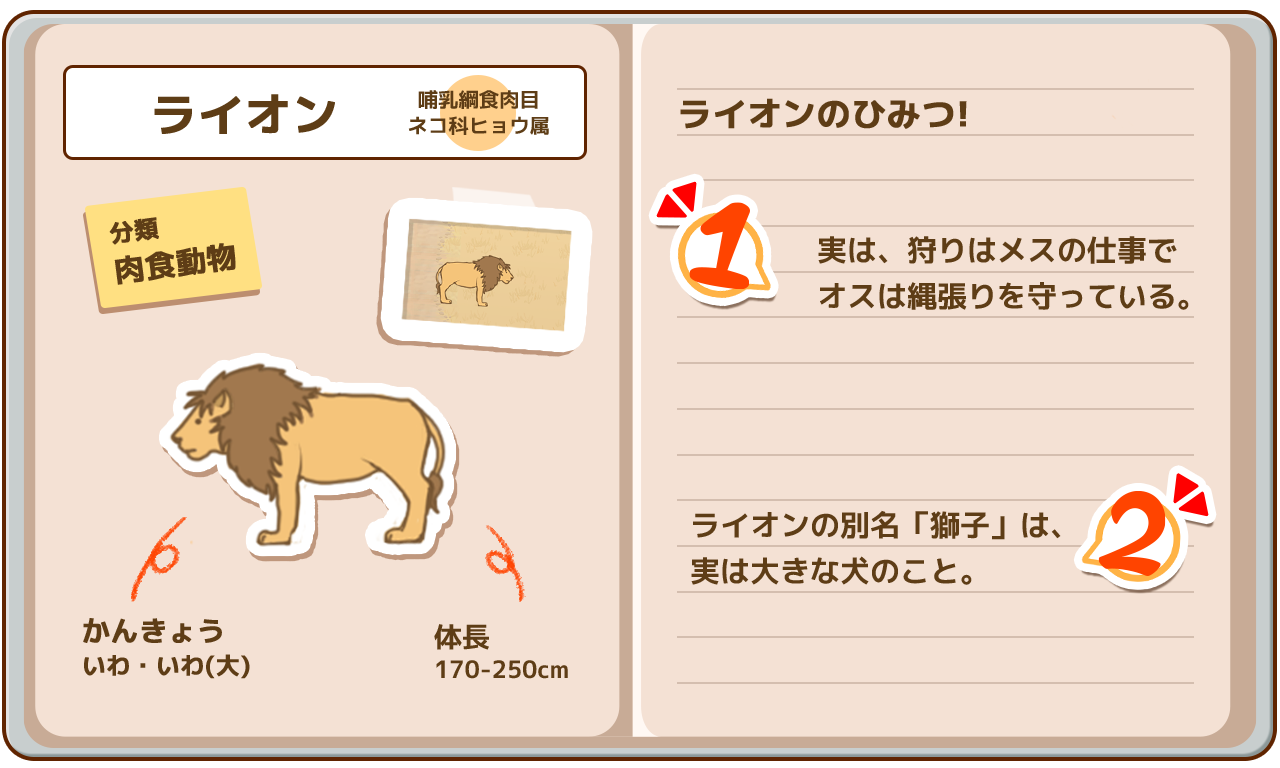 ライオン
哺乳綱食肉目
ネコ科ヒョウ属
分類
肉食動物
かんきょう
いわ・いわ(大)
体長
170-250cm
ライオンのひみつ!
1
実は、狩りはメスの仕事で
オスは縄張りを守っている。
2
ライオンの別名「獅子」は、
実は大きな犬のこと。